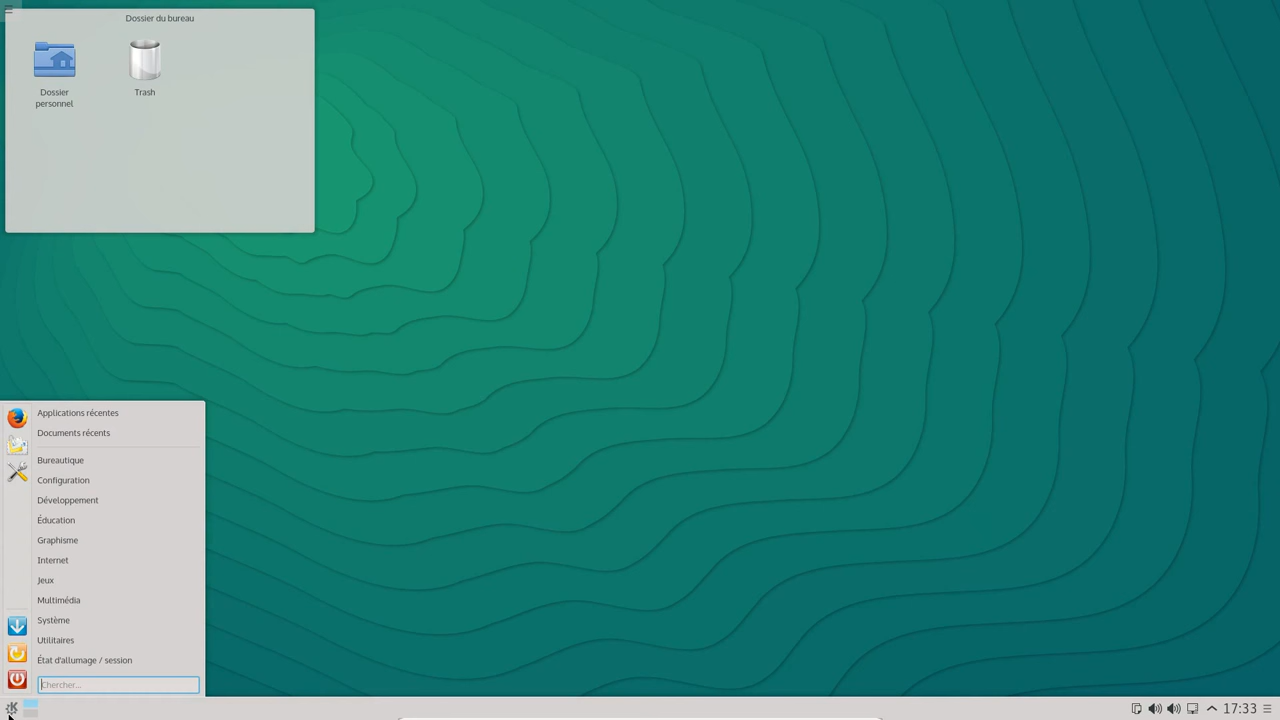 Dossier du bureau
Dossier
personnel
Trash
Applications récentes
Documents récents
Bureautique
Configuration
Développement
Éducation
Graphisme
Internet
Jeux
Multimédia
Système
Utilitaires
État d'allumage / session
Chercher...
17:33